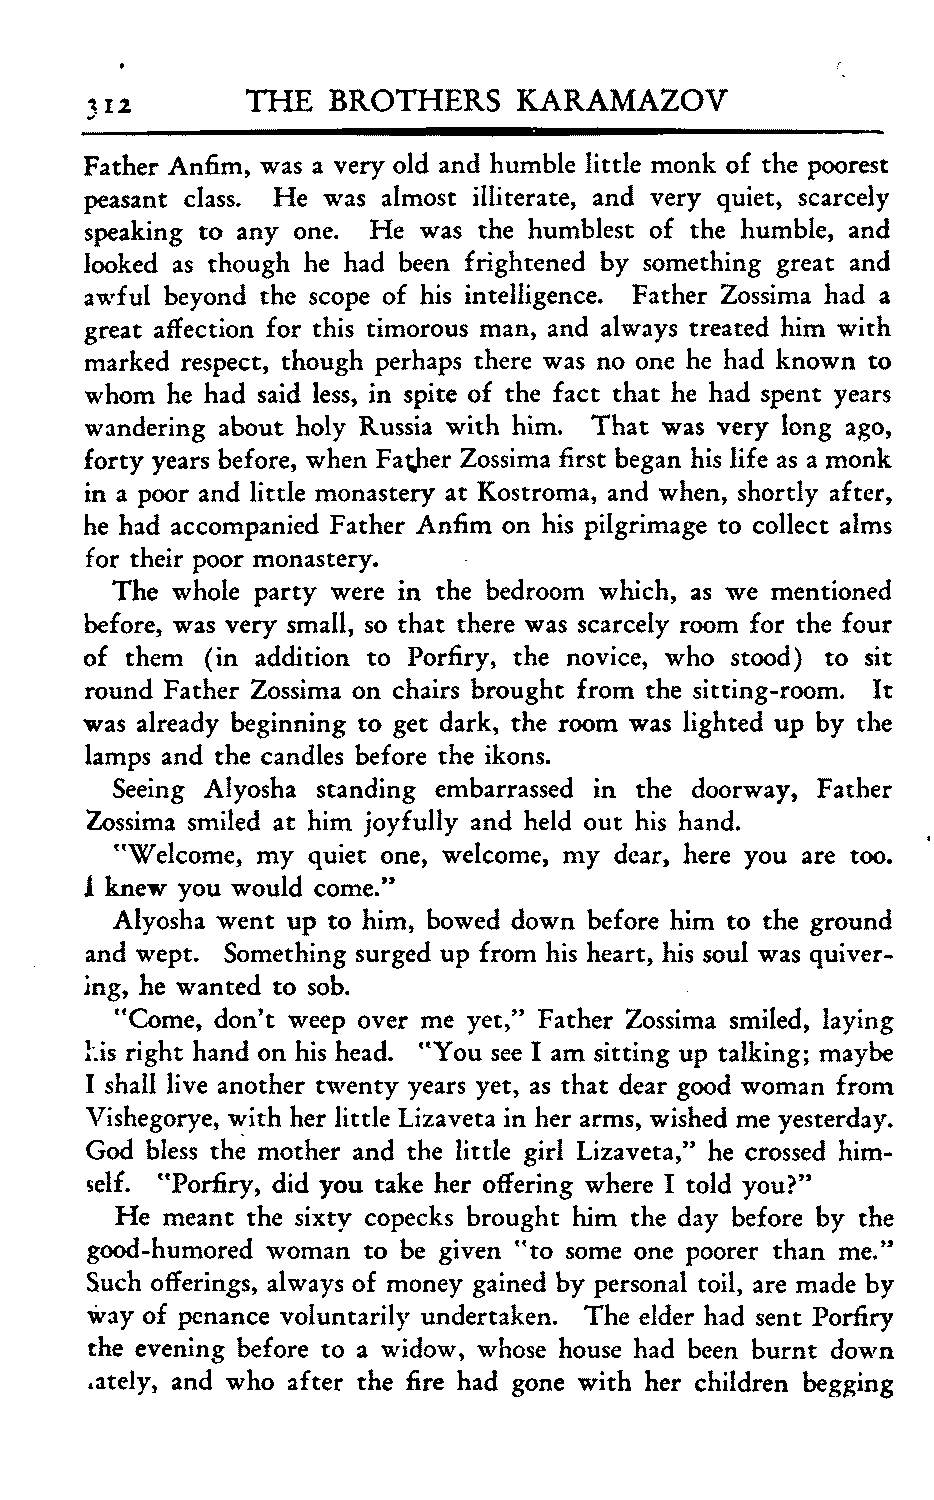 312 THE BROTHERS KARAMAZOV
Father Anfim, was a very old and humble little monk of the poorest
peasant class. He was almost illiterate, and very quiet, scarcely
speaking to any one. He was the humblest of the humble, and
looked as though he had been frightened by something great and
awful beyond the scope of his intelligence. Father Zossima had a
great affection for this timorous man, and always treated him with
marked respect, though perhaps there was no one he had known to
whom he had said less, in spite of the fact that he had spent years
wandering about holy Russia with him. That was very long ago,
forty years before, when Father Zossima first began his life as a monk
in a poor and little monastery at Kostroma, and when, shortly after,
he had accompanied Father Anfim on his pilgrimage to collect alms
for their poor monastery.
The whole party were in the bedroom which, as we mentioned
before, was very small, so that there was scarcely room for the four
of them (in addition to Porfiry, the novice, who stood) to sit
round Father Zossima on chairs brought from the sitting-room. It
was already beginning to get dark, the room was lighted up by the
lamps and the candles before the ikons.
Seeing Alyosha standing embarrassed in the doorway, Father
Zossima smiled at him joyfully and held out his hand.
"Welcome, my quiet one, welcome, my dear, here you are too.
I knew you would come."
Alyosha went up to him, bowed down before him to the ground
and wept. Something surged up from his heart, his soul was quiver-
ing, he wanted to sob.
"Come, don't weep over me yet," Father Zossima smiled, laying
his right hand on his head. "You see I am sitting up talking; maybe
I shall live another twenty years yet, as that dear good woman from
Vishegorye, with her little Lizaveta in her arms, wished me yesterday.
God bless the mother and the little girl Lizaveta," he crossed him-
self. "Porfiry, did you take her offering where I told you?"
He meant the sixty copecks brought him the day before by the
good-humored woman to be given "to some one poorer than me."
Such offerings, always of money gained by personal toil, are made by
way of penance voluntarily undertaken. The elder had sent Porfiry
the evening before to a widow, whose house had been burnt down
lately, and who after the fire had gone with her children begging